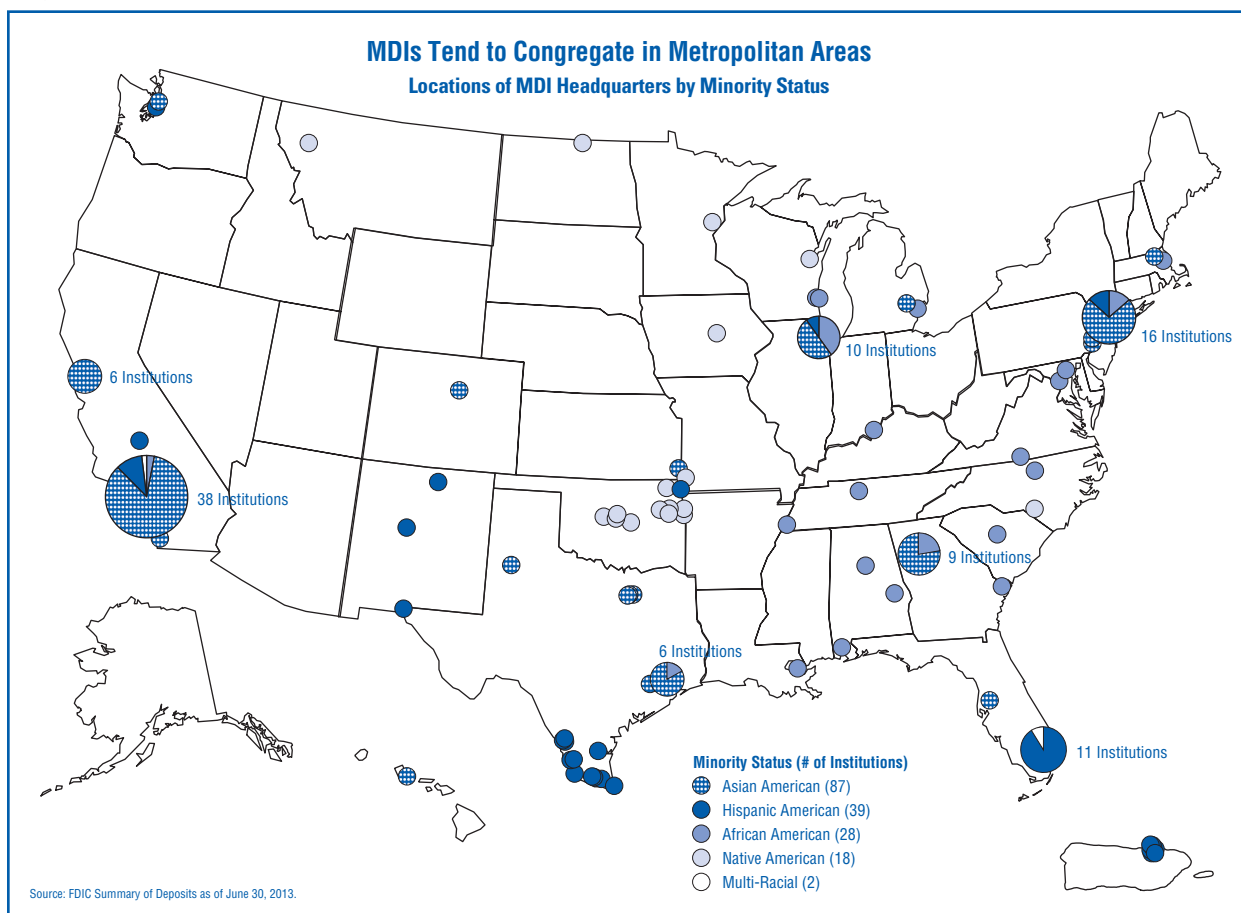 MDIs Tend to Congregate in Metropolitan Areas
Locations of MDI Headquarters by Minority Status
10 Institutions
16 Institutions
6 Institutions
38 Institutions
9 Institutions
6 Institutions
11 Institutions
Minority Status (# of Institutions)
Asian American (87)
Hispanic American (39)
African American (28)
Native American (18)
Multi-Racial (2)
Source: FDIC Summary of Deposits as of June 30, 2013.